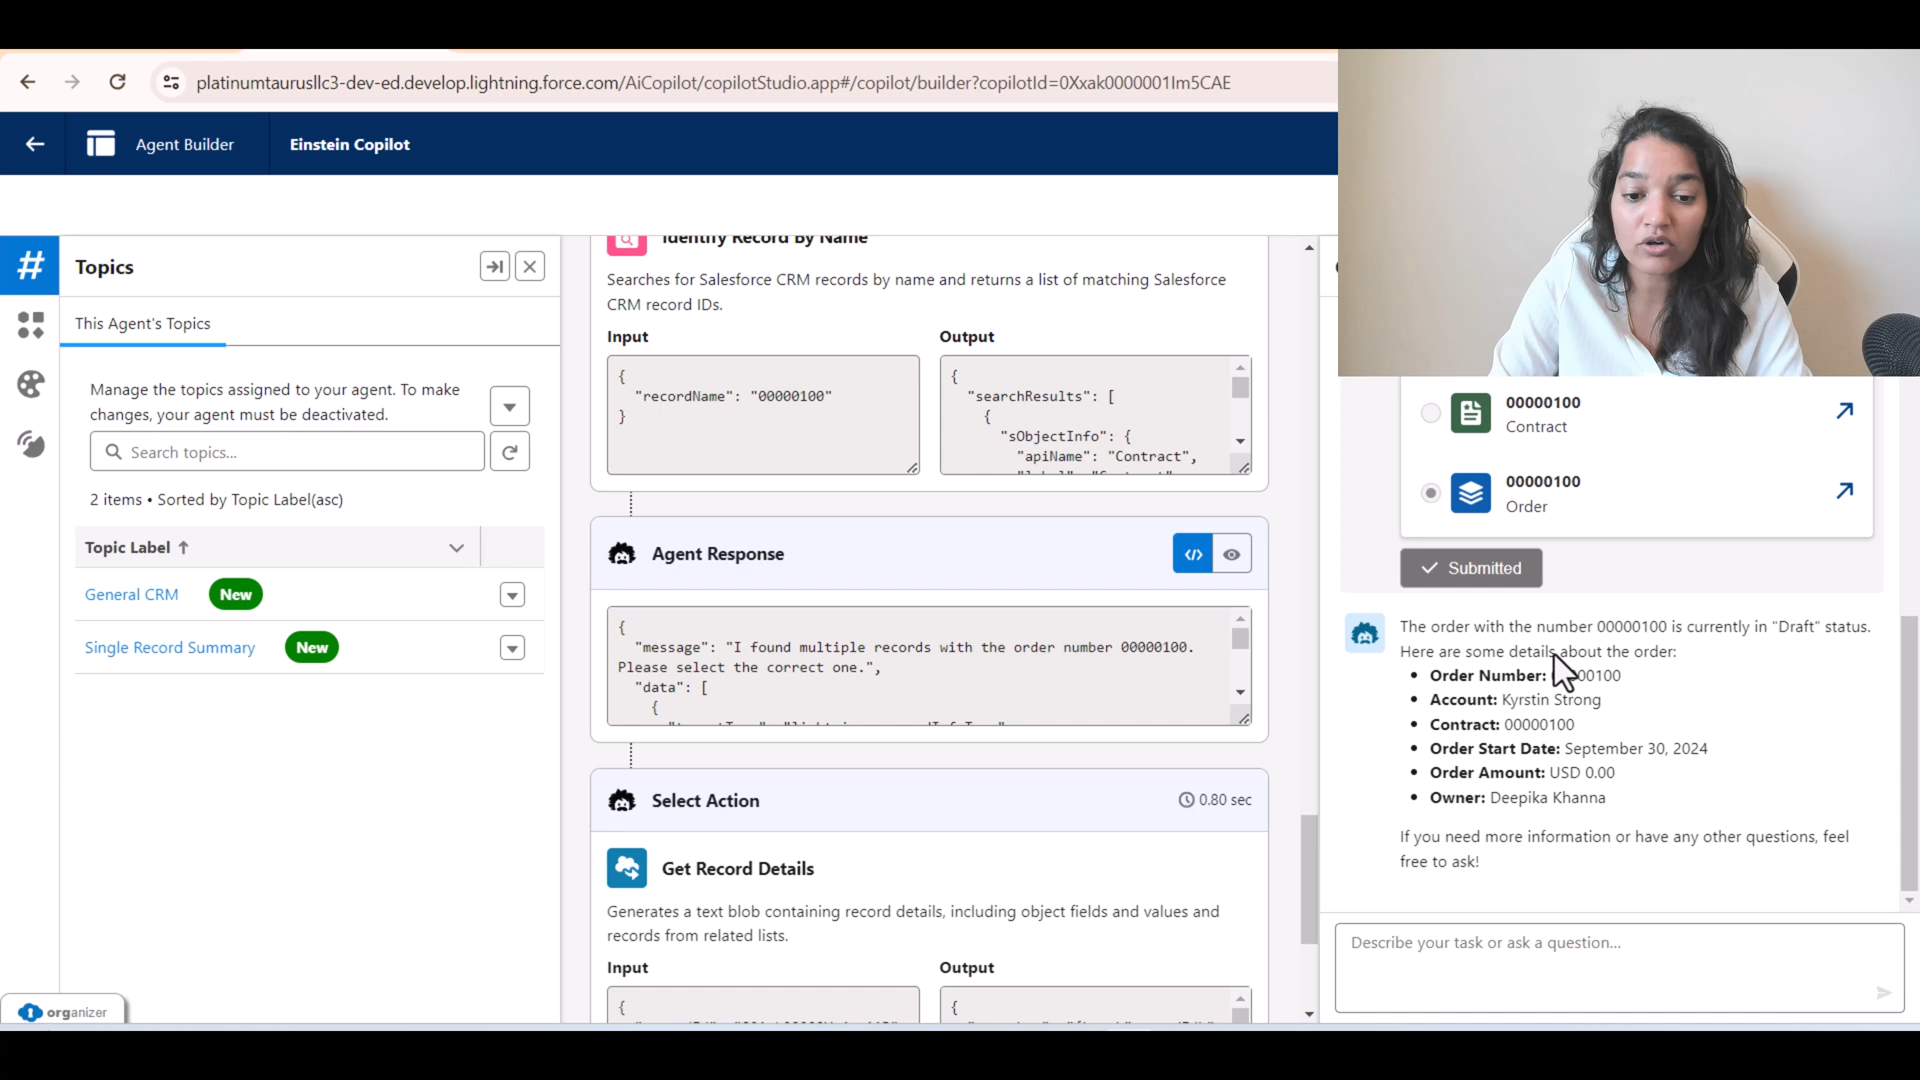 platinumtaurusllc3-dev-ed.develop.lightning.force.com/AiCopilot/copilotStudio.app#/copilot/builder?copilotId=0Xxak0000001Im5CAE
Agent Builder
Einstein Copilot
Topics
This Agent's Topics
Manage the topics assigned to your agent. To make
changes, your agent must be deactivated.
Search topics...
2 items • Sorted by Topic Label(asc)
Topic Label ↑
General CRM New
Single Record Summary New
organizer
Identify Record By Name
Searches for Salesforce CRM records by name and returns a list of matching Salesforce
CRM record IDs.
Input
{
"recordName": "00000100"
}
Output
{
"searchResults": [
{
"sObjectInfo": {
"apiName": "Contract",
Agent Response
</>
{
"message": "I found multiple records with the order number 00000100.
Please select the correct one.",
"data": [
{
Select Action
0.80 sec
Get Record Details
Generates a text blob containing record details, including object fields and values and
records from related lists.
Input
{
Output
{
00000100
Contract
00000100
Order
Submitted
The order with the number 00000100 is currently in "Draft" status.
Here are some details about the order:
• Order Number:
• Account: Kyrstin Strong
• Contract: 00000100
• Order Start Date: September 30, 2024
• Order Amount: USD 0.00
• Owner: Deepika Khanna
If you need more information or have any other questions, feel
free to ask!
Describe your task or ask a question...